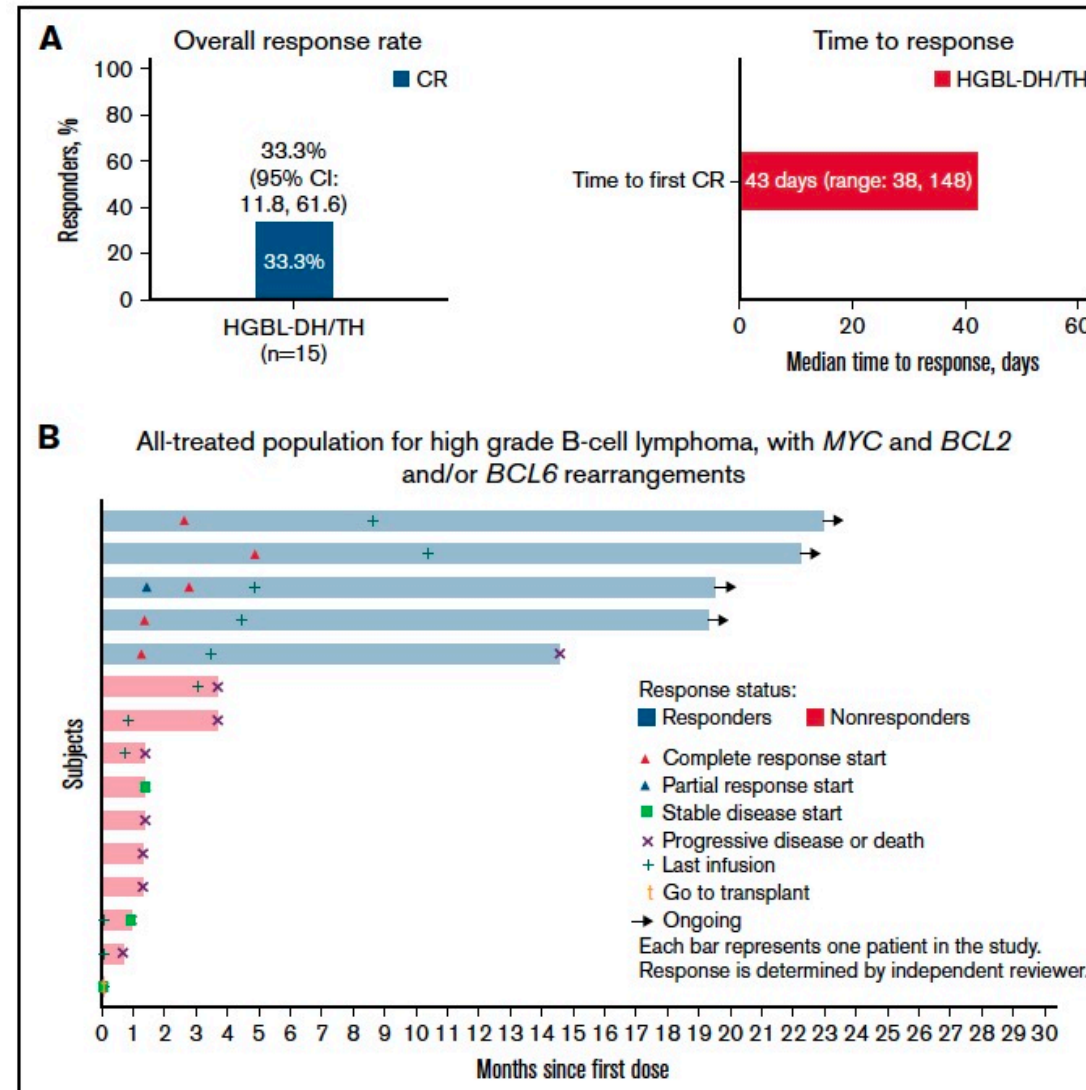 A
Overall response rate
100
80
60
40
20
0
Responders, %
CR
33.3%
(95% CI:
11.8, 61.6)
33.3%
HGBL-DH/TH
(n=15)
Time to response
HGBL-DH/TH
Time to first CR
43 days (range: 38, 148)
0 20 40 60
Median time to response, days
B
All-treated population for high grade B-cell lymphoma, with MYC and BCL2
and/or BCL6 rearrangements
Subjects
Response status:
Responders Nonresponders
Complete response start
Partial response start
Stable disease start
Progressive disease or death
Last infusion
t Go to transplant
Ongoing
Each bar represents one patient in the study.
Response is determined by independent reviewer.
0 1 2 3 4 5 6 7 8 9 10 11 12 13 14 15 16 17 18 19 20 21 22 23 24 25 26 27 28 29 30
Months since first dose